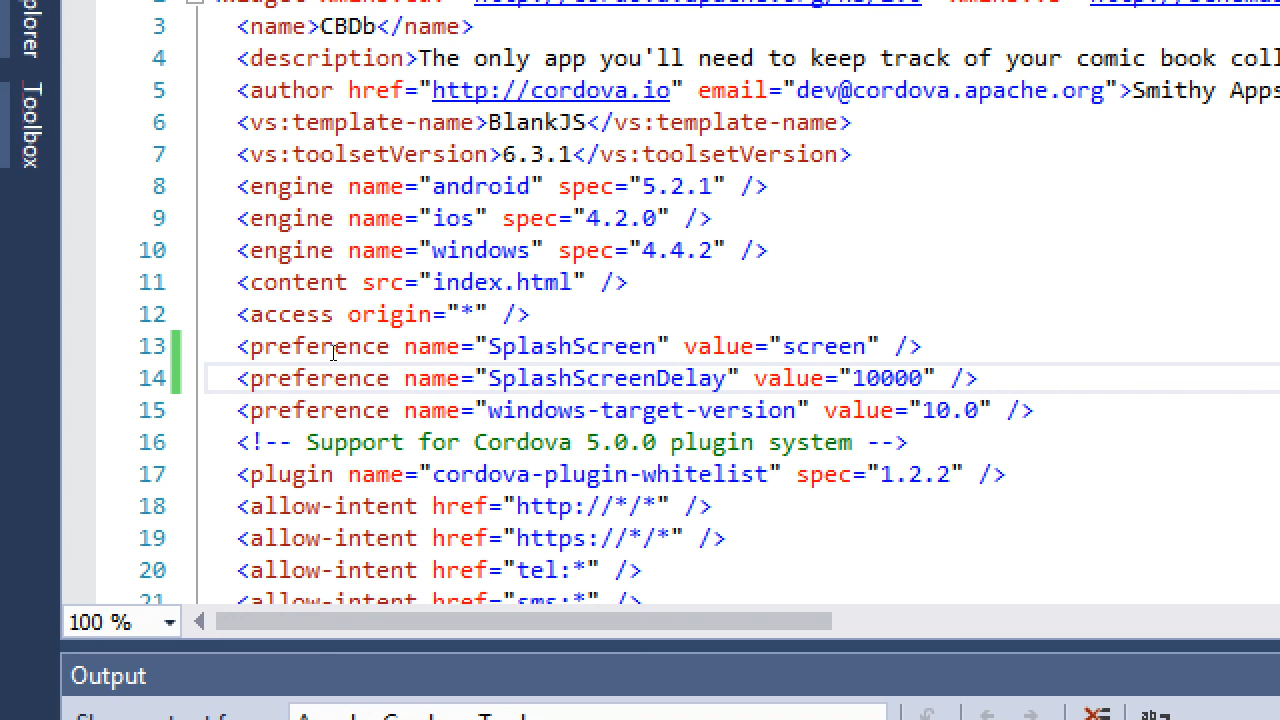 plorer
Toolbox
3 <name>CBDb</name>
4 <description>The only app you'll need to keep track of your comic book coll
5 <author href="http://cordova.io" email="dev@cordova.apache.org">Smithy Apps
6 <vs:template-name>BlankJS</vs:template-name>
7 <vs:toolsetVersion>6.3.1</vs:toolsetVersion>
8 <engine name="android" spec="5.2.1" />
9 <engine name="ios" spec="4.2.0" />
10 <engine name="windows" spec="4.4.2" />
11 <content src="index.html" />
12 <access origin="*" />
13 <preference name="SplashScreen" value="screen" />
14 <preference name="SplashScreenDelay" value="10000" />
15 <preference name="windows-target-version" value="10.0" />
16 <!-- Support for Cordova 5.0.0 plugin system -->
17 <plugin name="cordova-plugin-whitelist" spec="1.2.2" />
18 <allow-intent href="http://*/*" />
19 <allow-intent href="https://*/*" />
20 <allow-intent href="tel:*" />
21 <allow-intent href="sms:*" />
100 %
Output